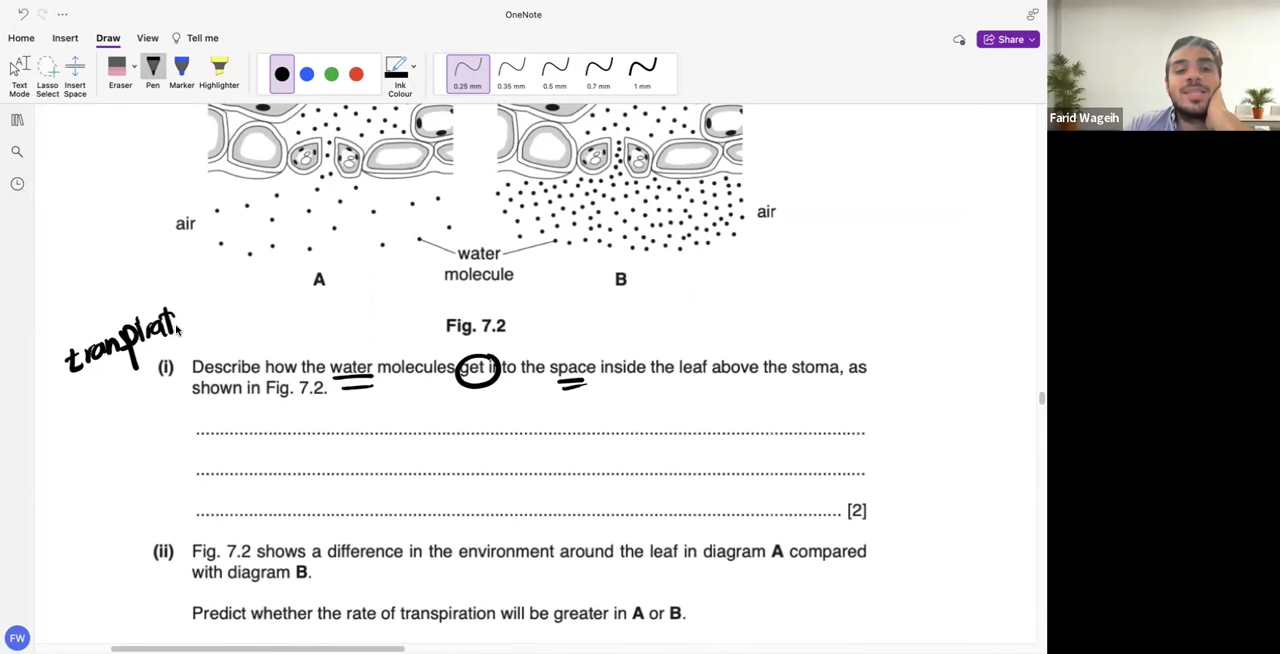 OneNote
Home Insert Draw View Tell me
Share
Text Mode
Lasso Select
Insert Space
Eraser
Pen
Marker
Highlighter
Ink Colour
0.25 mm
0.35 mm
0.5 mm
0.7 mm
1 mm
Farid Wageih
air
air
water
molecule
A
B
Fig. 7.2
(i) Describe how the water molecules get into the space inside the leaf above the stoma, as
shown in Fig. 7.2.
[2]
(ii) Fig. 7.2 shows a difference in the environment around the leaf in diagram A compared
with diagram B.
Predict whether the rate of transpiration will be greater in A or B.
FW